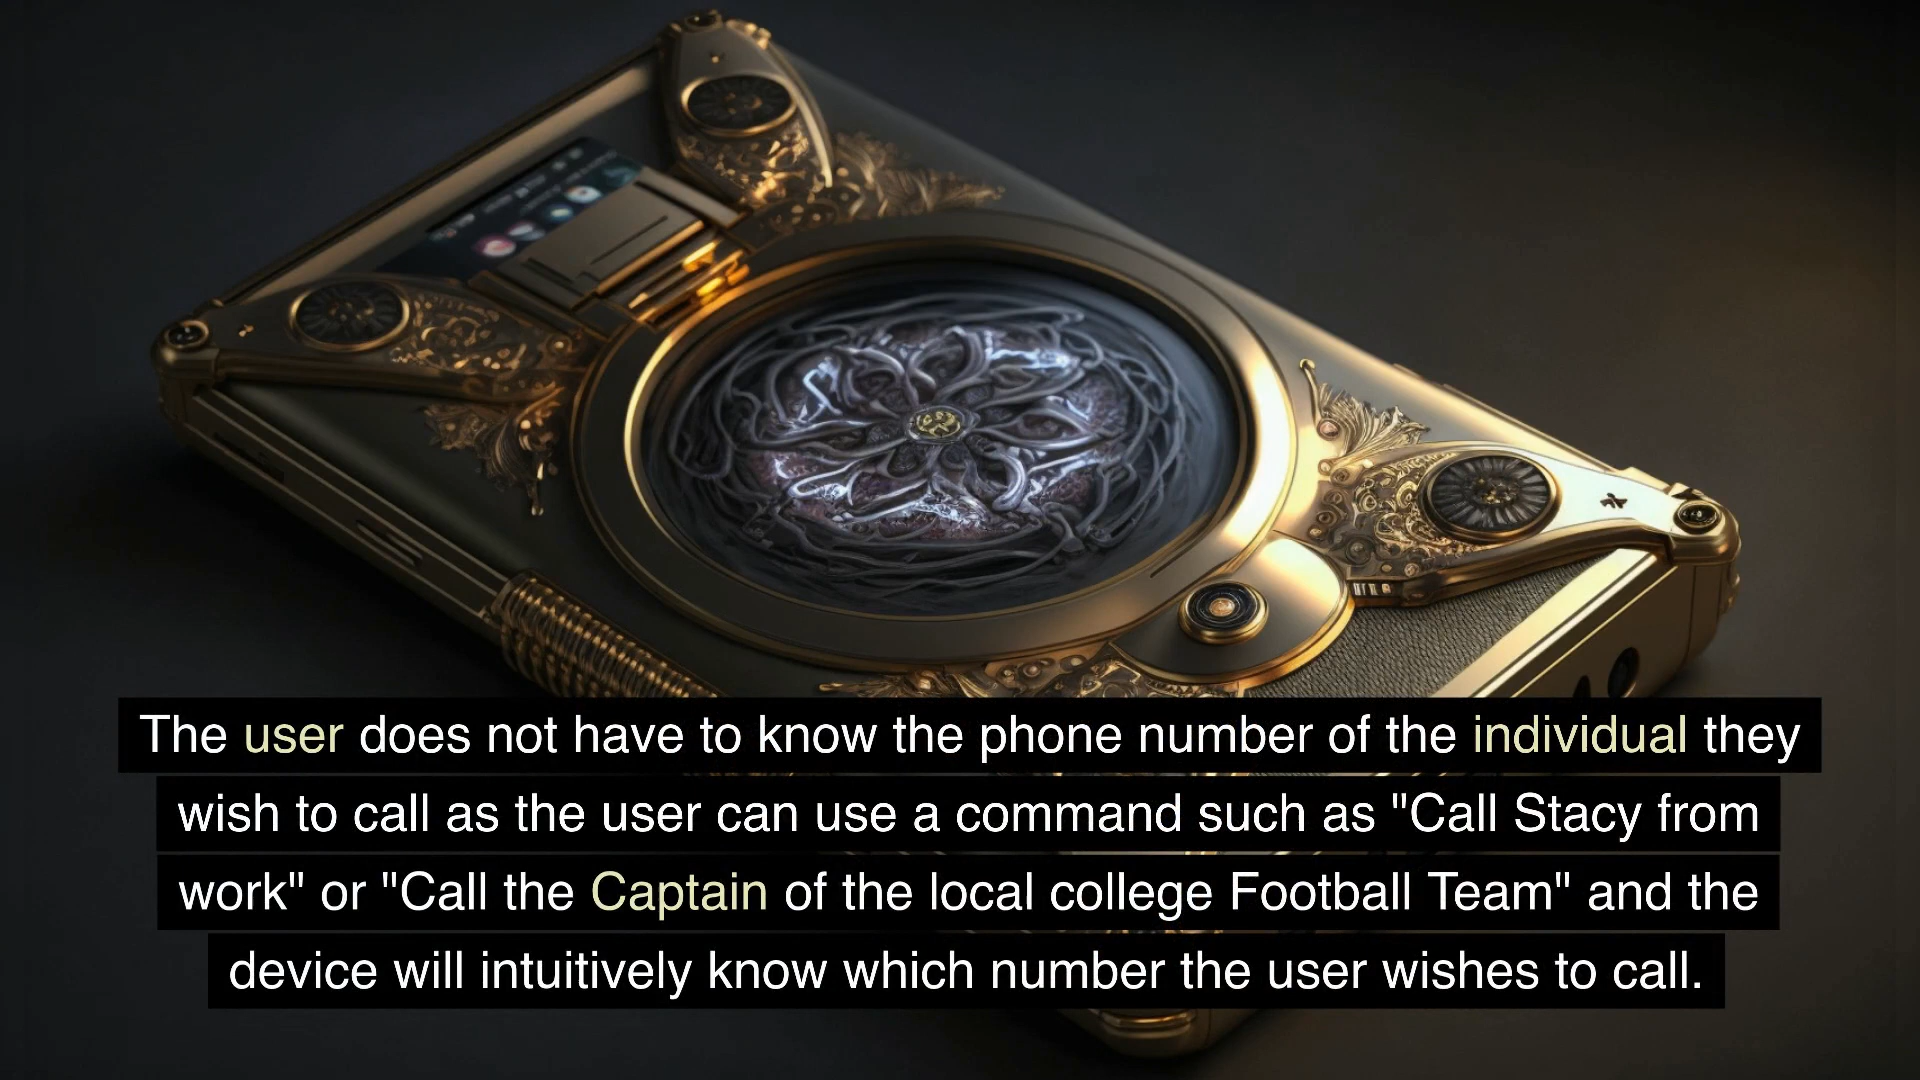 The user does not have to know the phone number of the individual they
wish to call as the user can use a command such as "Call Stacy from
work" or "Call the Captain of the local college Football Team" and the
device will intuitively know which number the user wishes to call.